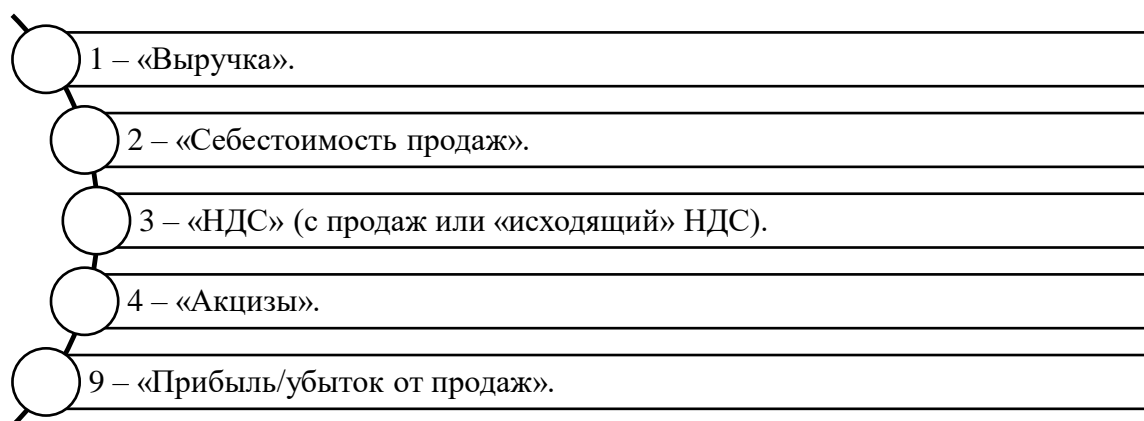 1 – «Выручка».
2 – «Себестоимость продаж».
3 – «НДС» (с продаж или «исходящий» НДС).
4 – «Акцизы».
9 – «Прибыль/убыток от продаж».